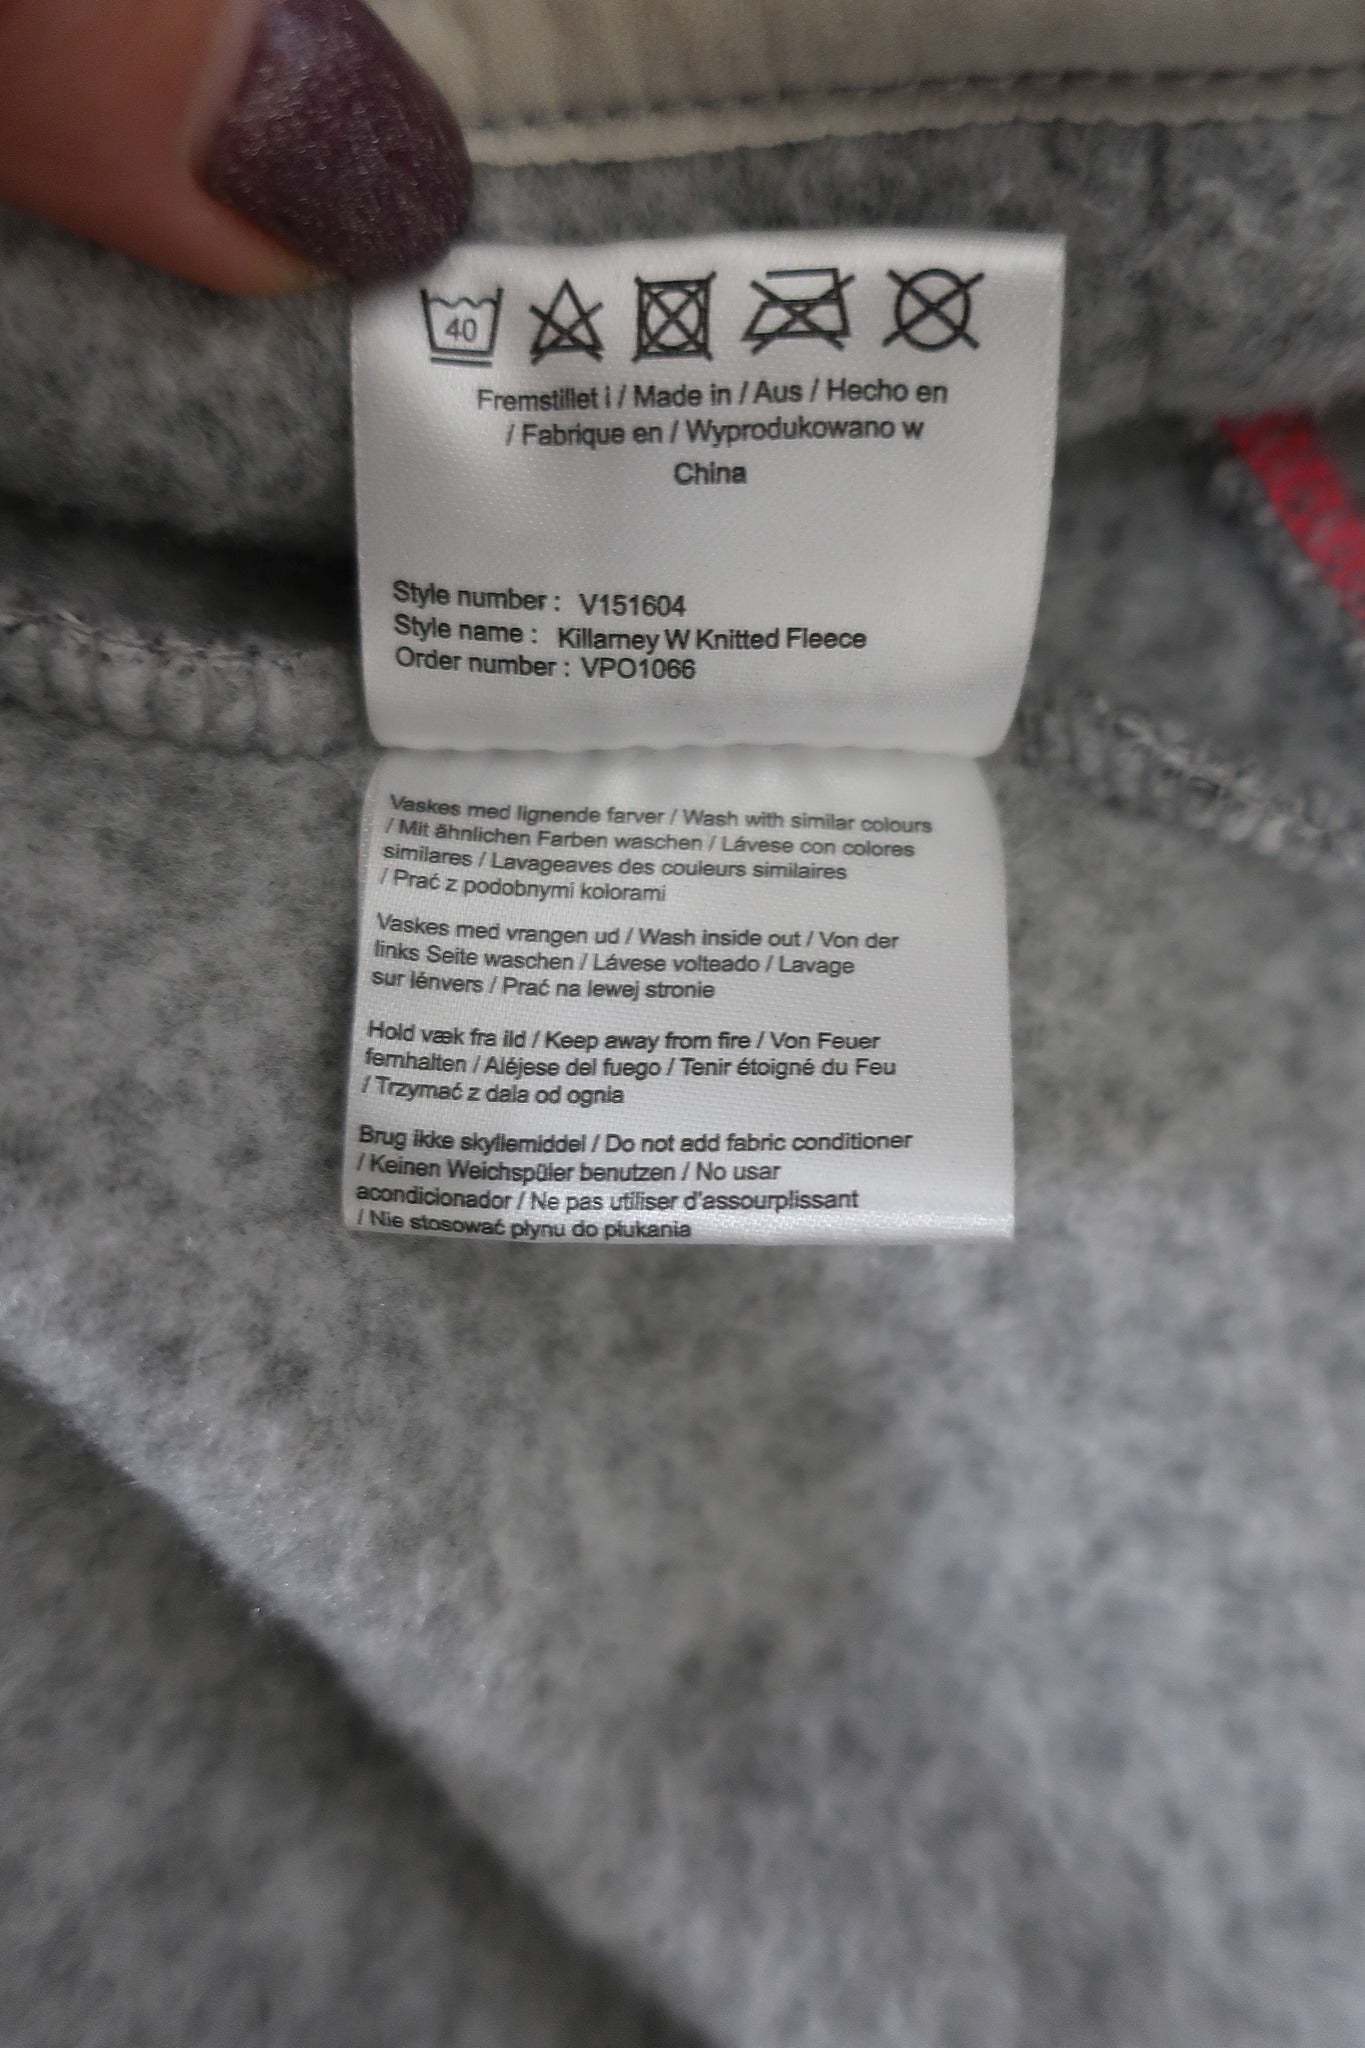 40
Fremstillet i / Made in / Aus / Hecho en
/ Fabrique en / Wyprodukowano w
China
Style number : V151604
Style name : Killarney W Knitted Fleece
Order number : VPO1066
Vaskes med lignende farver / Wash with similar colours
/ Mit ähnlichen Farben waschen / Lávese con colores
similares / Lavageaves des couleurs similaires
/ Prać z podobnymi kolorami
Vaskes med vrangen ud / Wash inside out / Von der
links Seite waschen / Lávese volteado / Lavage
sur lénvers / Prać na lewej stronie
Hold væk fra ild / Keep away from fire / Von Feuer
fernhalten / Aléjese del fuego / Tenir étoigné du Feu
/ Trzymać z dala od ognia
Brug ikke skyllemiddel / Do not add fabric conditioner
/ Keinen Weichspüler benutzen / No usar
acondicionador / Ne pas utiliser d'assourplissant
/ Nie stosować płynu do płukania